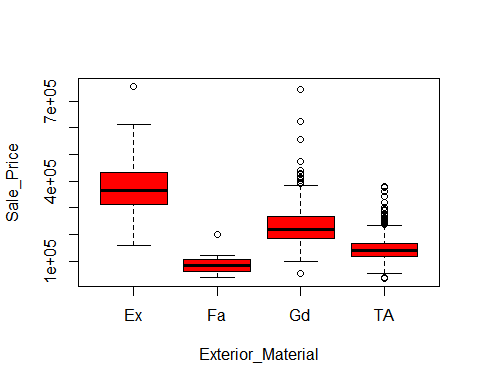 Sale_Price
7e+05
4e+05
1e+05
Ex Fa Gd TA
Exterior_Material